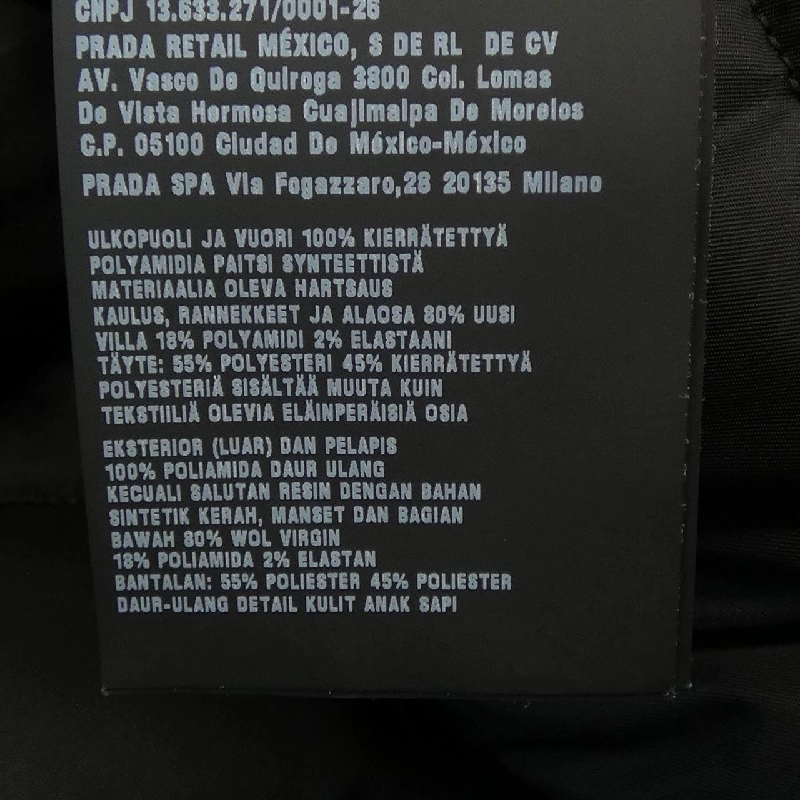 CNPJ 13.633.271/0001-26
PRADA RETAIL MÉXICO, S DE RL DE CV
AV. Vasco De Quiroga 3800 Col. Lomas
De Vista Hermosa Cuajimalpa De Morelos
C.P. 05100 Ciudad De México-México
PRADA SPA Via Fogazzaro,28 20135 Milano
ULKOPUOLI JA VUORI 100% KIERRÄTETTYÄ
POLYAMIDIA PAITSI SYNTEETTISTÄ
MATERIAALIA OLEVA HARTSAUS
KAULUS, RANNEKKEET JA ALAOSA 80% UUSI
VILLA 18% POLYAMIDI 2% ELASTAANI
TÄYTE: 55% POLYESTERI 45% KIERRÄTETTYÄ
POLYESTERIÄ SISÄLTÄÄ MUUTA KUIN
TEKSTIILIÄ OLEVIA ELÄINPERÄISIÄ OSIA
EKSTERIOR (LUAR) DAN PELAPIS
100% POLIAMIDA DAUR ULANG
KECUALI SALUTAN RESIN DENGAN BAHAN
SINTETIK KERAH, MANSET DAN BAGIAN
BAWAH 80% WOL VIRGIN
18% POLIAMIDA 2% ELASTAN
BANTALAN: 55% POLIESTER 45% POLIESTER
DAUR-ULANG DETAIL KULIT ANAK SAPI